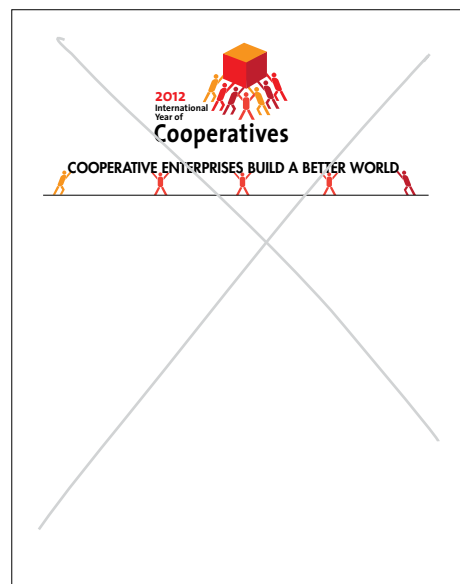 2012
International
Year of
Cooperatives
COOPERATIVE ENTERPRISES BUILD A BETTER WORLD